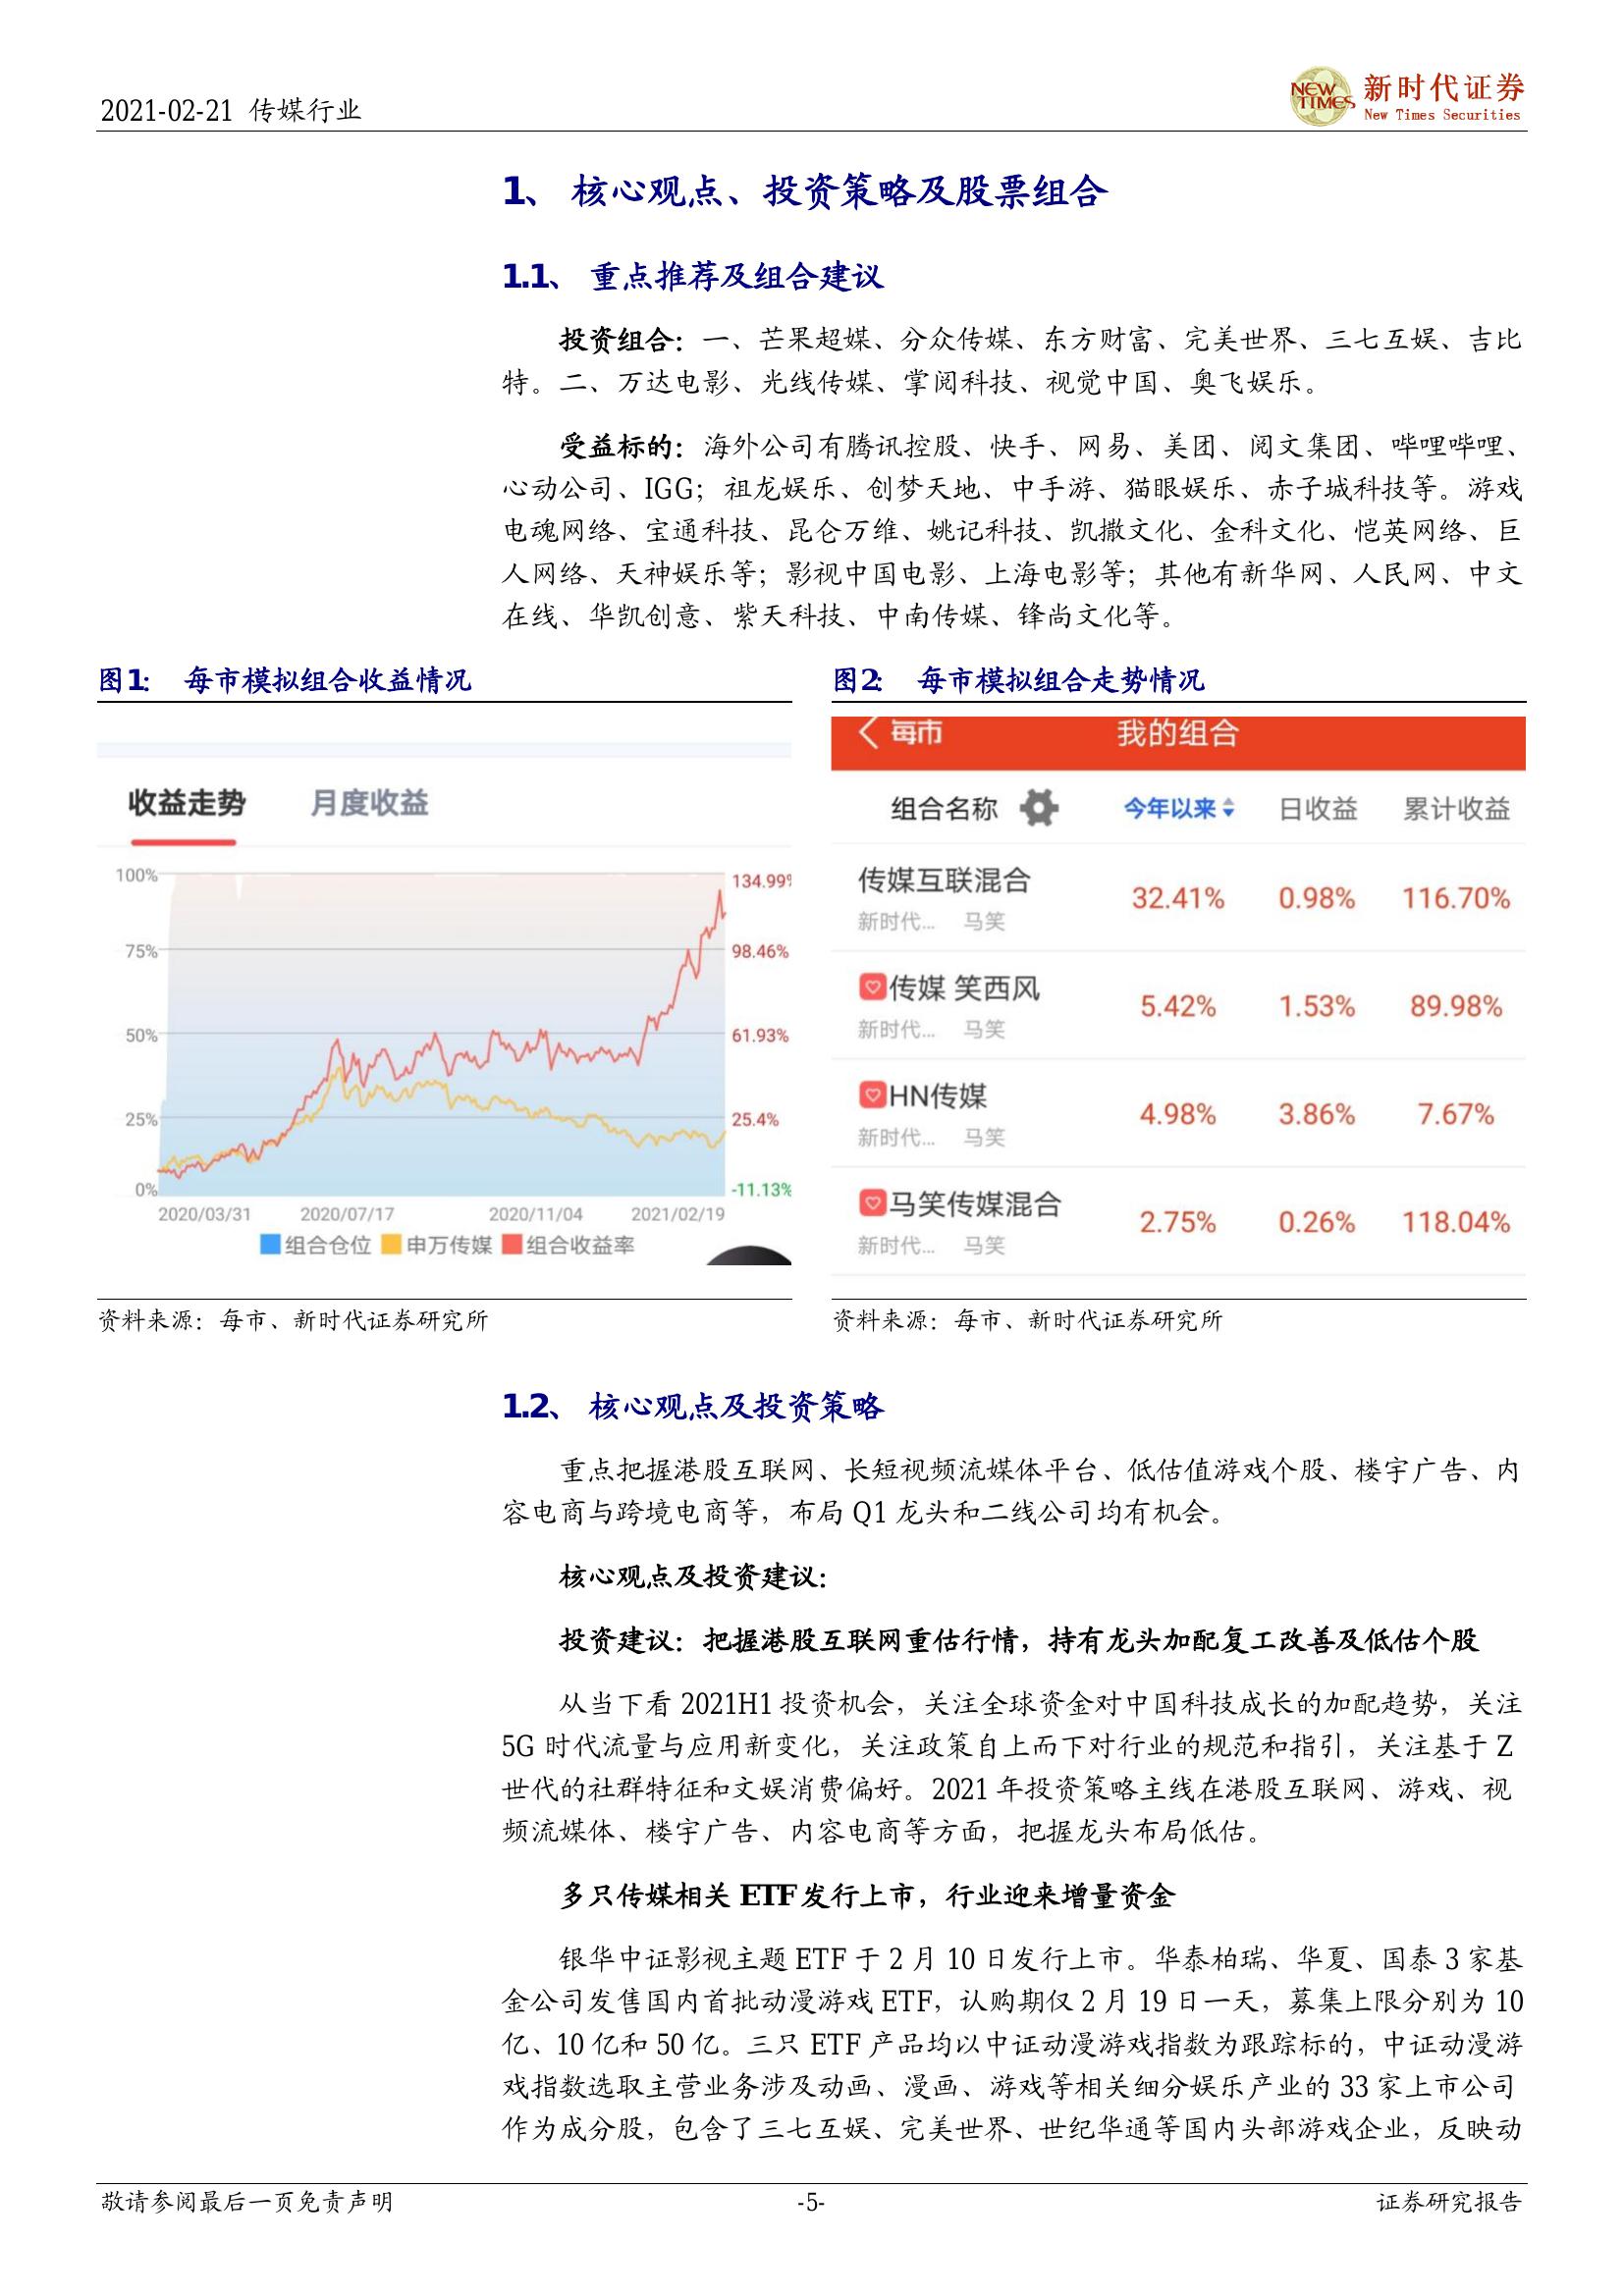 2021-02-21 传媒行业
NEW TIMES
新时代证券
New Times Securities
1、 核心观点、投资策略及股票组合
1.1、 重点推荐及组合建议
投资组合：一、芒果超媒、分众传媒、东方财富、完美世界、三七互娱、吉比
特。二、万达电影、光线传媒、掌阅科技、视觉中国、奥飞娱乐。
受益标的：海外公司有腾讯控股、快手、网易、美团、阅文集团、哔哩哔哩、
心动公司、IGG；祖龙娱乐、创梦天地、中手游、猫眼娱乐、赤子城科技等。游戏
电魂网络、宝通科技、昆仑万维、姚记科技、凯撒文化、金科文化、恺英网络、巨
人网络、天神娱乐等；影视中国电影、上海电影等；其他有新华网、人民网、中文
在线、华凯创意、紫天科技、中南传媒、锋尚文化等。
图1： 每市模拟组合收益情况
收益走势 月度收益
100% 134.99%
75% 98.46%
50% 61.93%
25% 25.4%
0% -11.13%
2020/03/31 2020/07/17 2020/11/04 2021/02/19
组合仓位 申万传媒 组合收益率
资料来源：每市、新时代证券研究所
图2： 每市模拟组合走势情况
每市 我的组合
组合名称 今年以来 日收益 累计收益
传媒互联混合 32.41% 0.98% 116.70%
新时代... 马笑
传媒 笑西风 5.42% 1.53% 89.98%
新时代... 马笑
HN传媒 4.98% 3.86% 7.67%
新时代... 马笑
马笑传媒混合 2.75% 0.26% 118.04%
新时代... 马笑
资料来源：每市、新时代证券研究所
1.2、 核心观点及投资策略
重点把握港股互联网、长短视频流媒体平台、低估值游戏个股、楼宇广告、内
容电商与跨境电商等，布局 Q1 龙头和二线公司均有机会。
核心观点及投资建议：
投资建议：把握港股互联网重估行情，持有龙头加配复工改善及低估个股
从当下看 2021H1 投资机会，关注全球资金对中国科技成长的加配趋势，关注
5G 时代流量与应用新变化，关注政策自上而下对行业的规范和指引，关注基于 Z
世代的社群特征和文娱消费偏好。2021 年投资策略主线在港股互联网、游戏、视
频流媒体、楼宇广告、内容电商等方面，把握龙头布局低估。
多只传媒相关 ETF 发行上市，行业迎来增量资金
银华中证影视主题 ETF 于 2 月 10 日发行上市。华泰柏瑞、华夏、国泰 3 家基
金公司发售国内首批动漫游戏 ETF，认购期仅 2 月 19 日一天，募集上限分别为 10
亿、10 亿和 50 亿。三只 ETF 产品均以中证动漫游戏指数为跟踪标的，中证动漫游
戏指数选取主营业务涉及动画、漫画、游戏等相关细分娱乐产业的 33 家上市公司
作为成分股，包含了三七互娱、完美世界、世纪华通等国内头部游戏企业，反映动
敬请参阅最后一页免责声明 -5- 证券研究报告